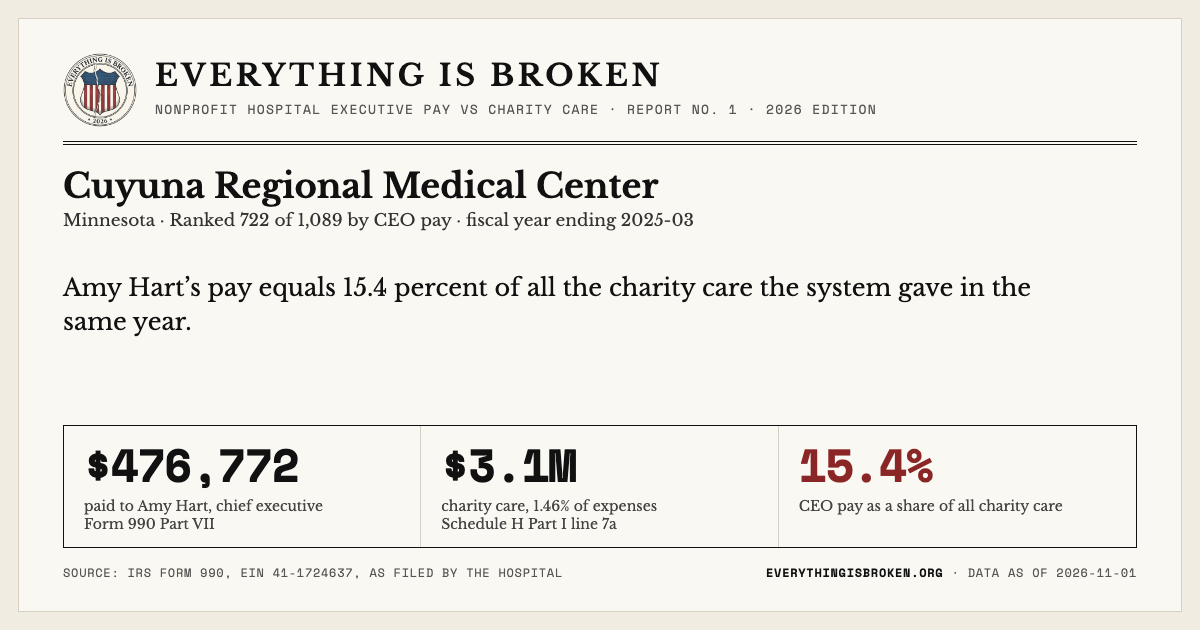 EVERYTHING IS BROKEN
2026
EVERYTHING IS BROKEN
NONPROFIT HOSPITAL EXECUTIVE PAY VS CHARITY CARE · REPORT NO. 1 · 2026 EDITION
Cuyuna Regional Medical Center
Minnesota · Ranked 722 of 1,089 by CEO pay · fiscal year ending 2025-03
Amy Hart’s pay equals 15.4 percent of all the charity care the system gave in the
same year.
$476,772
paid to Amy Hart, chief executive
Form 990 Part VII
$3.1M
charity care, 1.46% of expenses
Schedule H Part I line 7a
15.4%
CEO pay as a share of all charity care
SOURCE: IRS FORM 990, EIN 41-1724637, AS FILED BY THE HOSPITAL
EVERYTHINGISBROKEN.ORG · DATA AS OF 2026-11-01